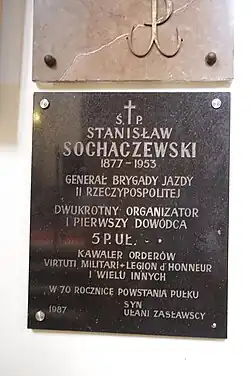 Ś. P.
STANISŁAW
SOCHACZEWSKI
1877-1953
GENERAŁ BRYGADY JAZDY
II RZECZYPOSPOLITEJ
DWUKROTNY ORGANIZATOR
I PIERWSZY DOWÓDCA
5 P.UŁ. -
KAWALER ORDERÓW
VIRTUTI MILITARI + LEGION d'HONNEUR
I WIELU INNYCH
W 70 ROCZNICE POWSTANIA PUŁKU
1987 SYN
UŁANI ZASŁAWSCY